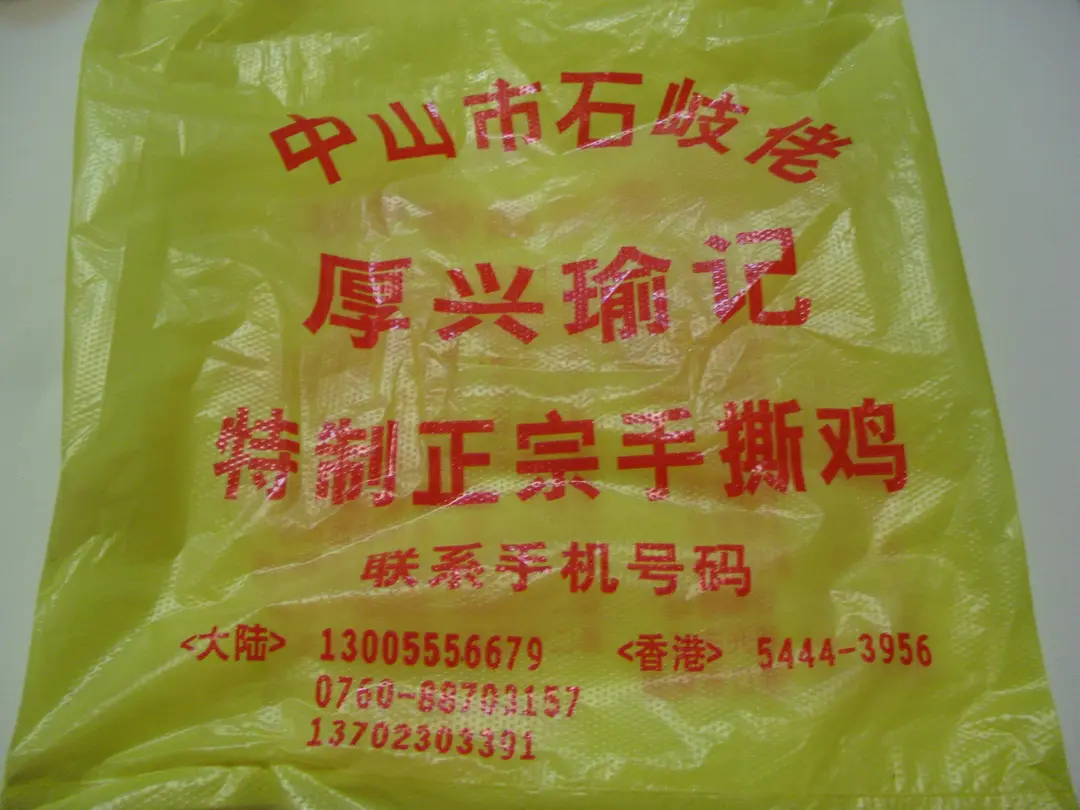 中山市石岐佬
厚兴瑜记
特制正宗手撕鸡
联系手机号码
<大陆> 13005556679 <香港> 5444-3956
0760-88703157
13702303391